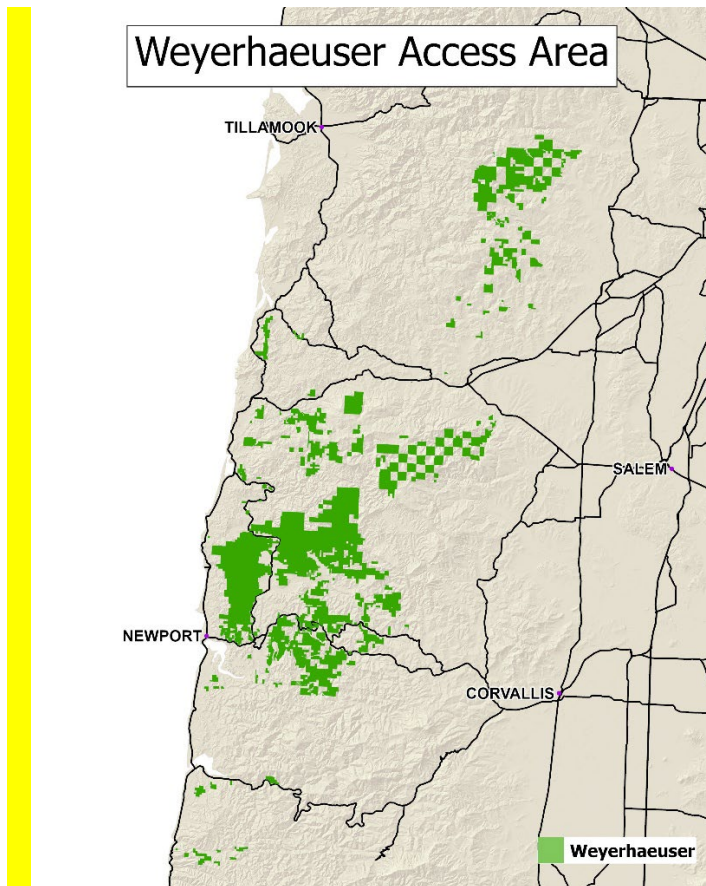 Weyerhaeuser Access Area
TILLAMOOK
SALEM
NEWPORT
CORVALLIS
Weyerhaeuser